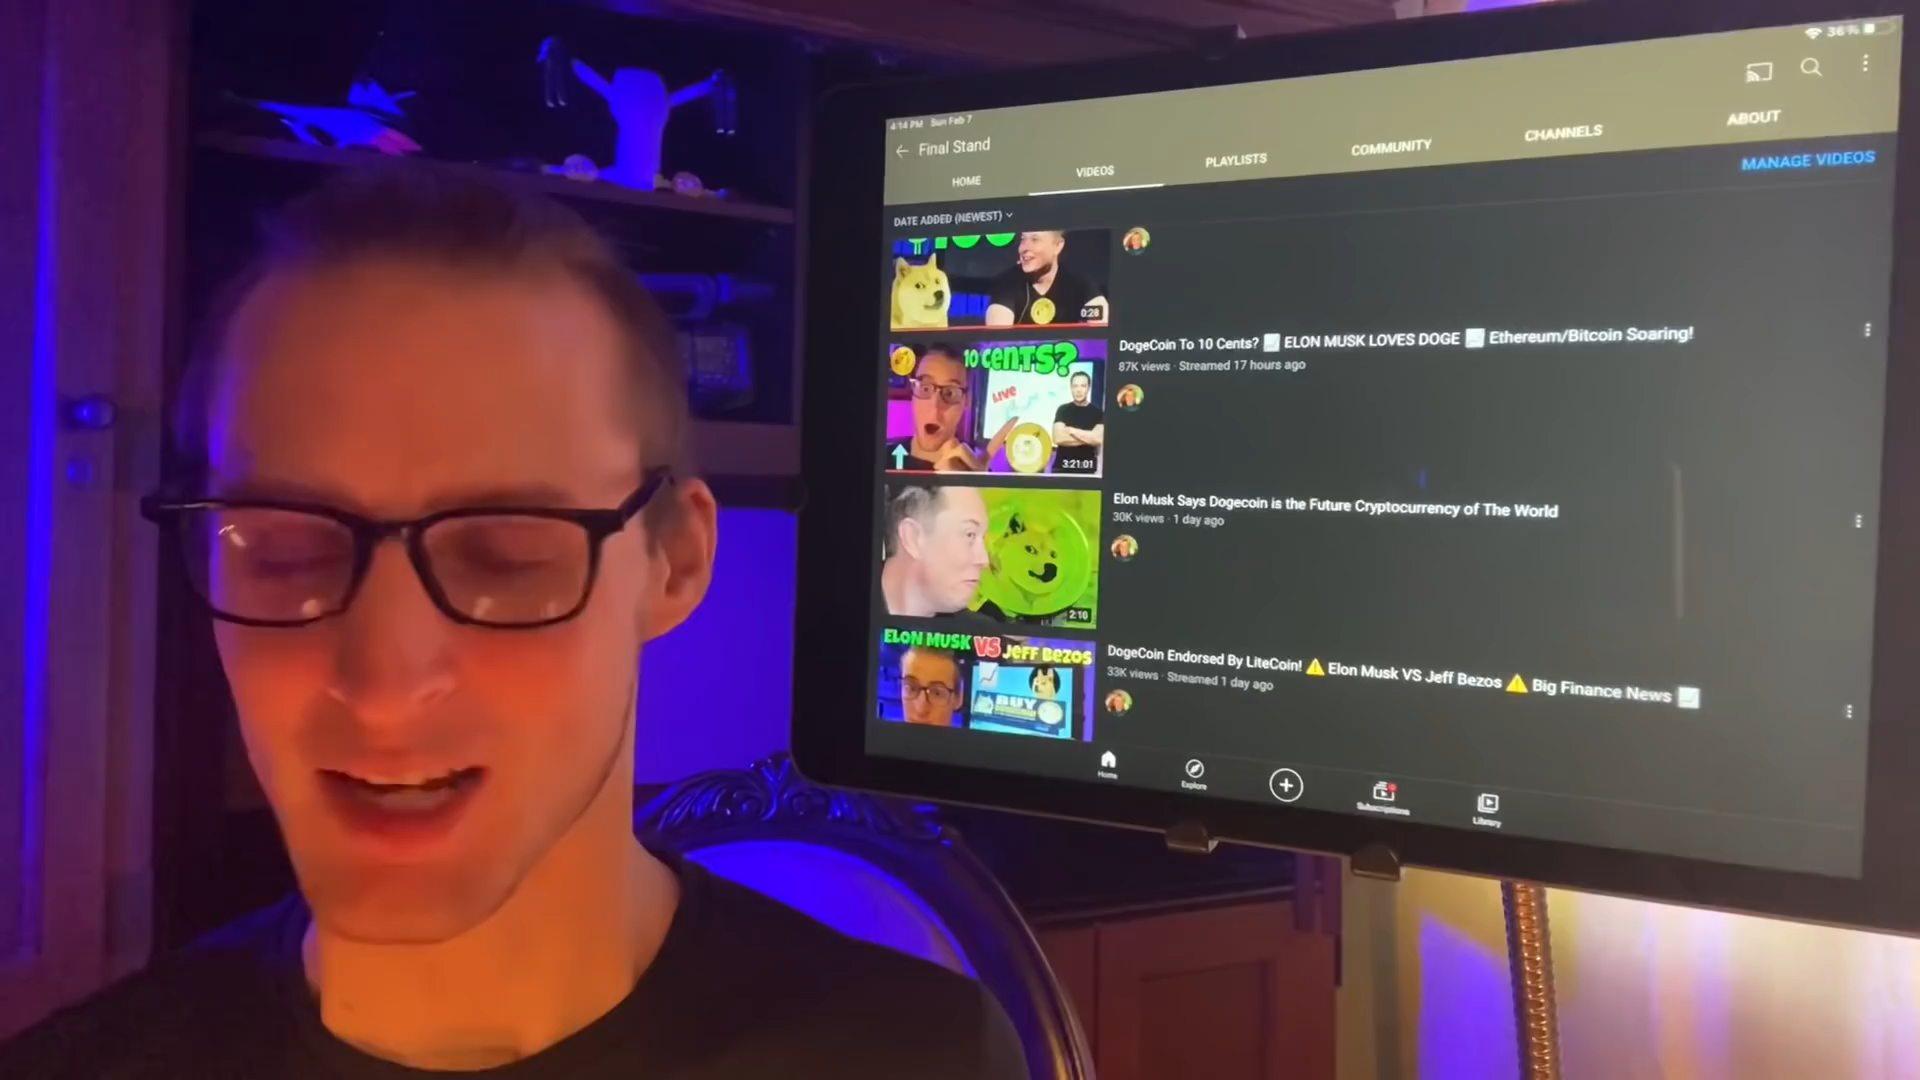 36%
4:14 PM Sun Feb 7
Final Stand
HOME VIDEOS PLAYLISTS COMMUNITY CHANNELS ABOUT
MANAGE VIDEOS
DATE ADDED (NEWEST)
0:28
10 CENTS?
LIVE
3:21:01
DogeCoin To 10 Cents? ELON MUSK LOVES DOGE Ethereum/Bitcoin Soaring!
87K views · Streamed 17 hours ago
2:10
Elon Musk Says Dogecoin is the Future Cryptocurrency of The World
30K views · 1 day ago
ELON MUSK VS JEFF BEZOS
BUY
DogeCoin Endorsed By LiteCoin! ⚠ Elon Musk VS Jeff Bezos ⚠ Big Finance News
33K views · Streamed 1 day ago
Home
Explore
Subscriptions
Library